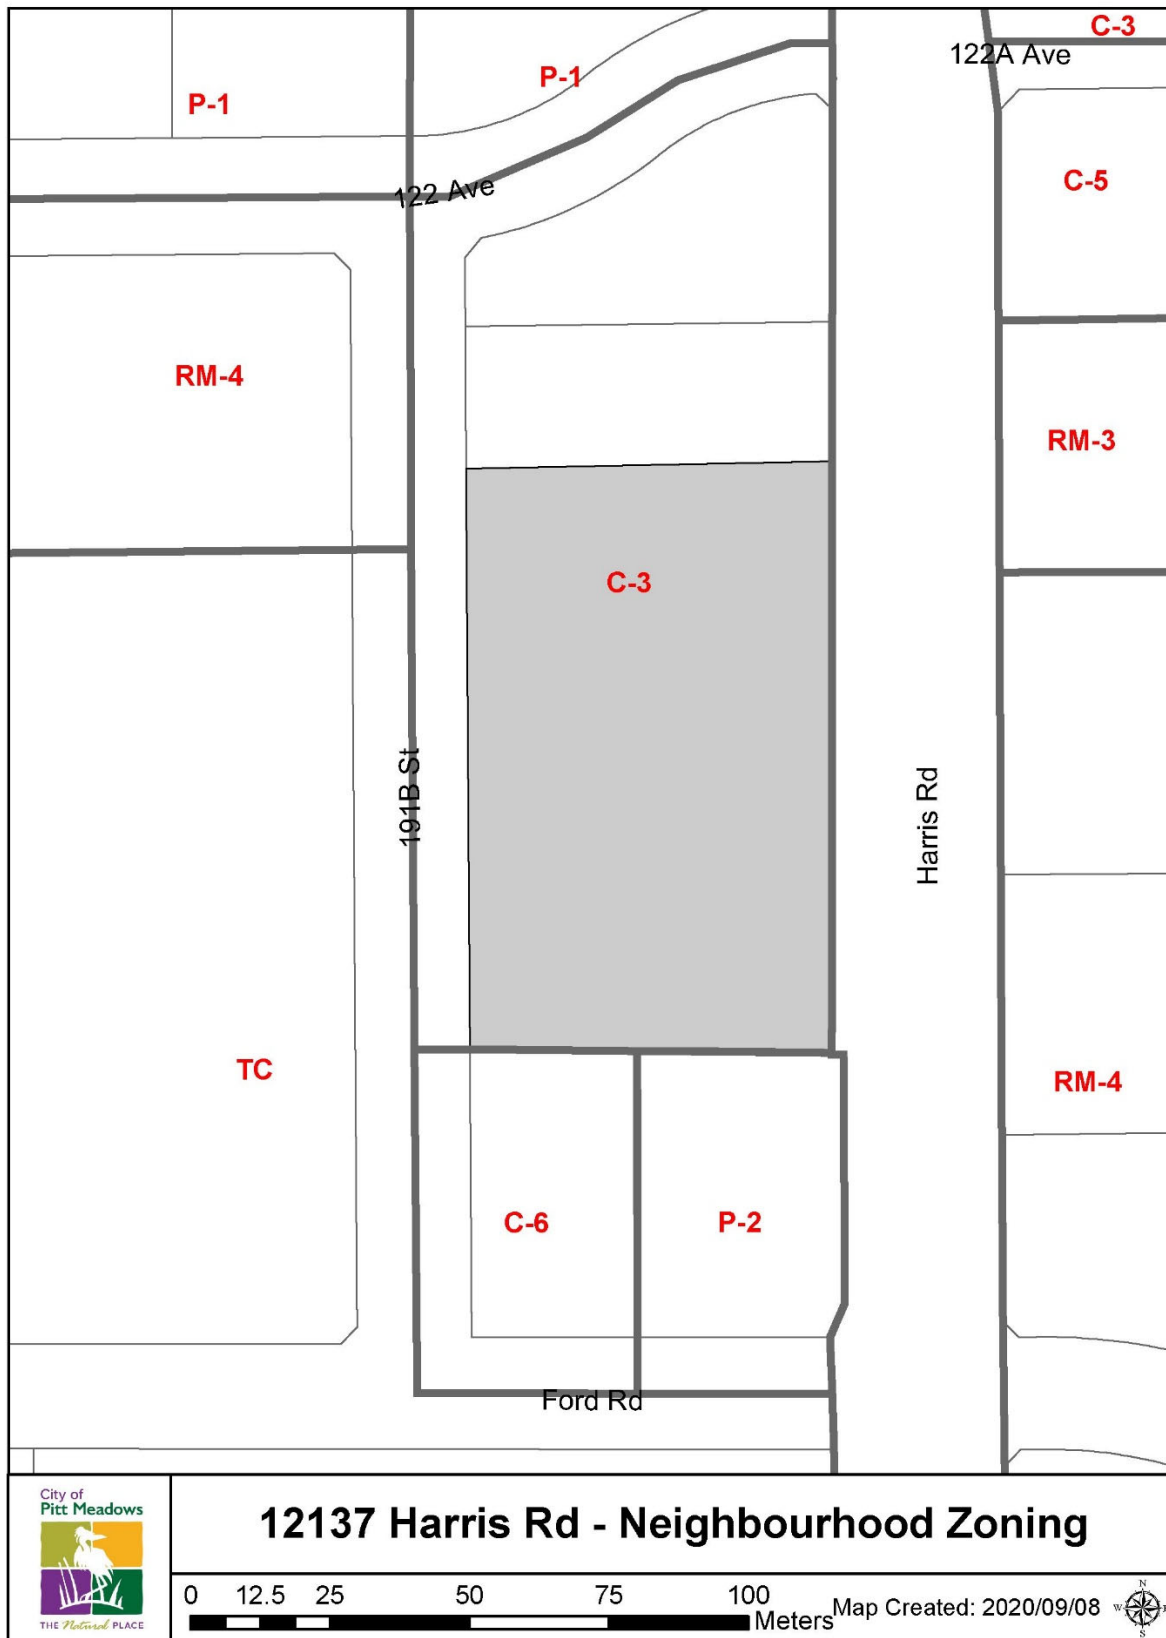 C-3
122A Ave
P-1
P-1
C-5
122 Ave
RM-4
RM-3
C-3
191B St
Harris Rd
TC
RM-4
C-6
P-2
Ford Rd
City of
Pitt Meadows
THE Natural PLACE
12137 Harris Rd - Neighbourhood Zoning
0 12.5 25 50 75 100
Meters
Map Created: 2020/09/08
N
W E
S